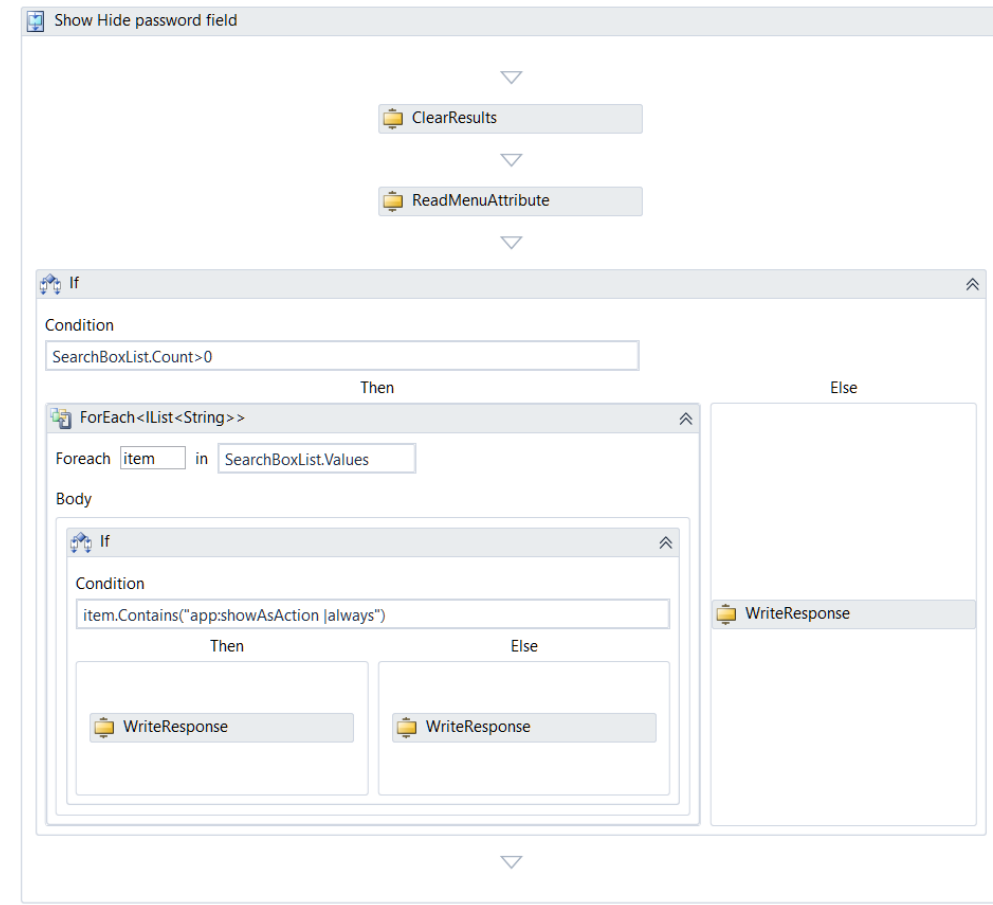 Show Hide password field
ClearResults
ReadMenuAttribute
If
Condition
SearchBoxList.Count>0
Then
Else
ForEach<IList<String>>
Foreach item in SearchBoxList.Values
Body
If
Condition
item.Contains("app:showAsAction |always")
Then
Else
WriteResponse
WriteResponse
WriteResponse